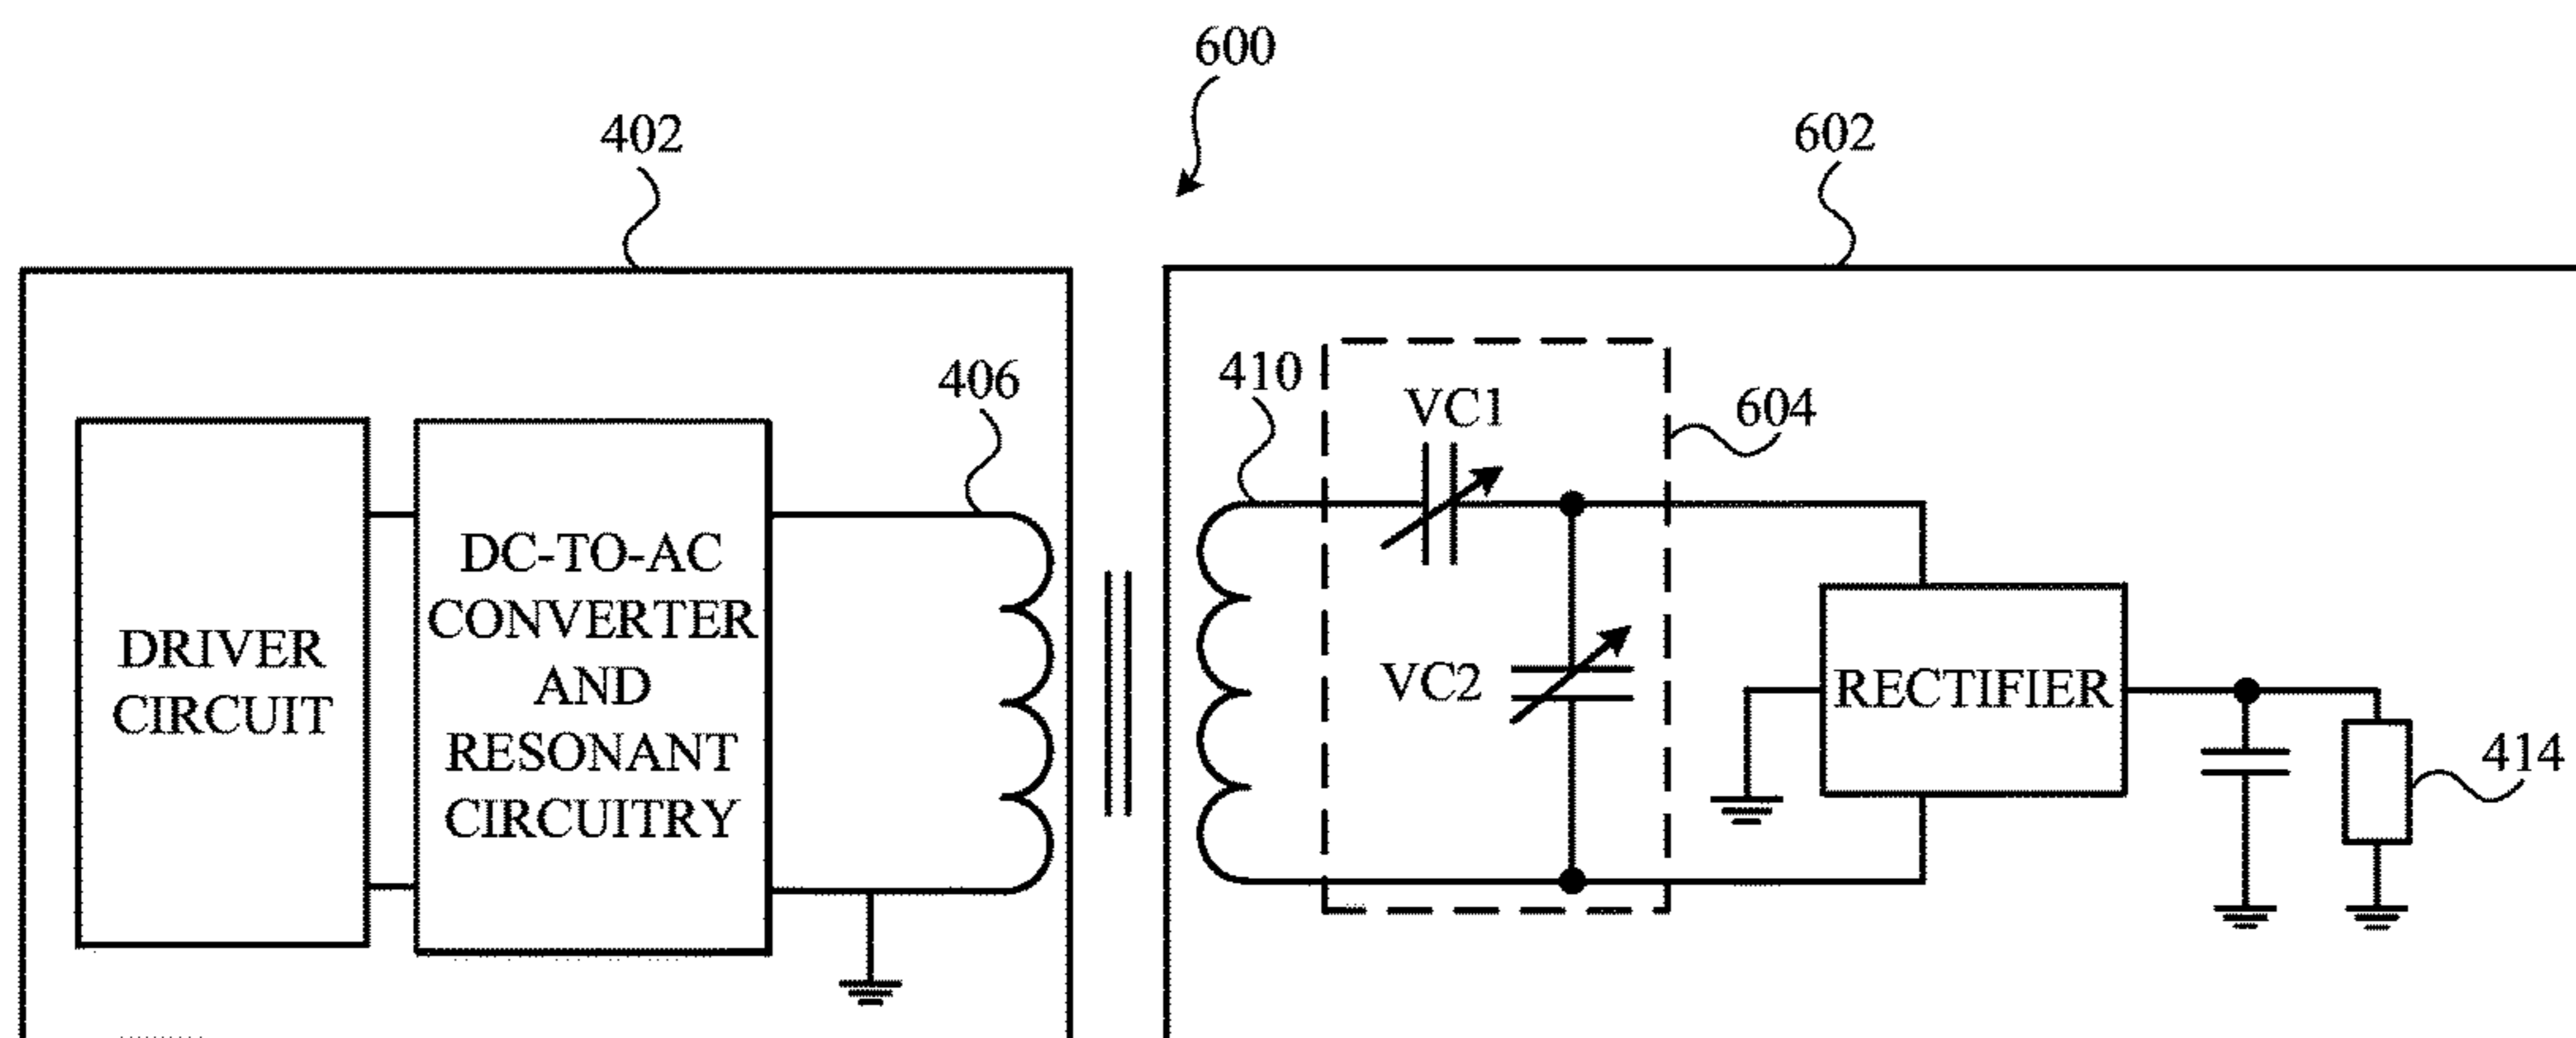 600
402
602
406
410
VC1
604
DRIVER
CIRCUIT
DC-TO-AC
CONVERTER
AND
RESONANT
CIRCUITRY
VC2
RECTIFIER
414